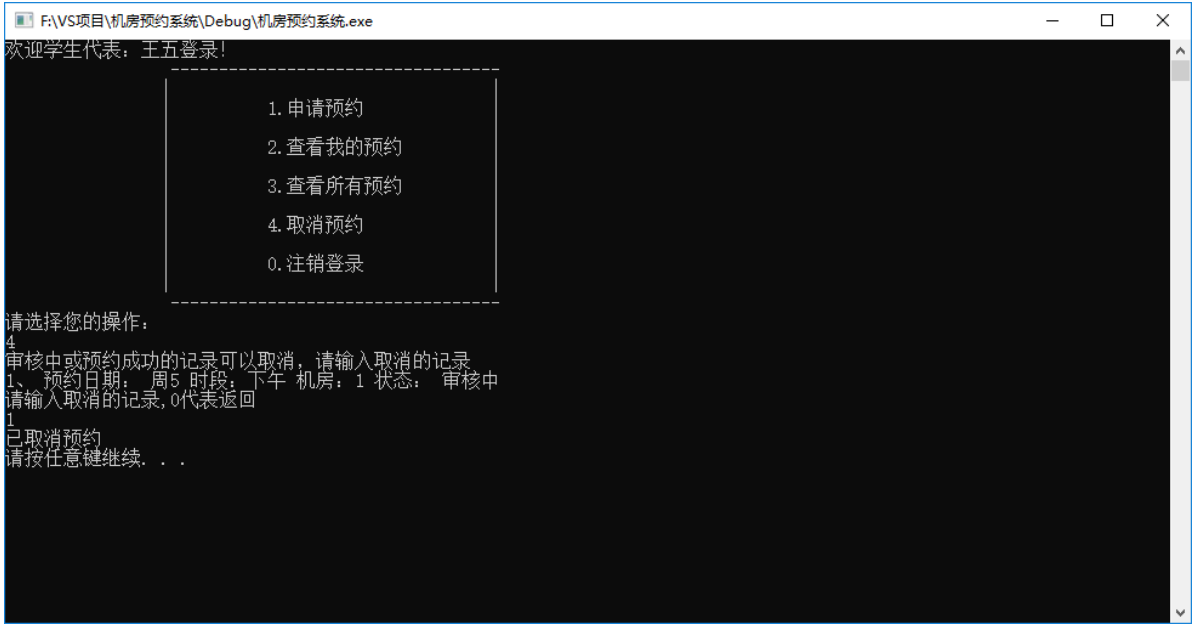 F:\VS项目\机房预约系统\Debug\机房预约系统.exe
欢迎学生代表：王五登录!
----------------------------------
1.申请预约
2.查看我的预约
3.查看所有预约
4.取消预约
0.注销登录
----------------------------------
请选择您的操作：
4
审核中或预约成功的记录可以取消，请输入取消的记录
1、 预约日期： 周5 时段：下午 机房：1 状态： 审核中
请输入取消的记录,0代表返回
1
已取消预约
请按任意键继续. . .